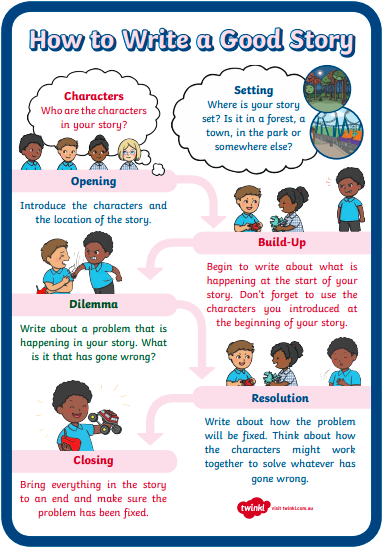 How to Write a Good Story
Characters
Who are the characters
in your story?
Setting
Where is your story
set? Is it in a forest, a
town, in the park or
somewhere else?
Opening
Introduce the characters and
the location of the story.
Build-Up
Begin to write about what is
happening at the start of your
story. Don't forget to use the
characters you introduced at
the beginning of your story.
Dilemma
Write about a problem that is
happening in your story. What
is it that has gone wrong?
Resolution
Write about how the problem
will be fixed. Think about how
the characters might work
together to solve whatever has
gone wrong.
Closing
Bring everything in the story
to an end and make sure the
problem has been fixed.
twinkl
visit twinkl.com.au